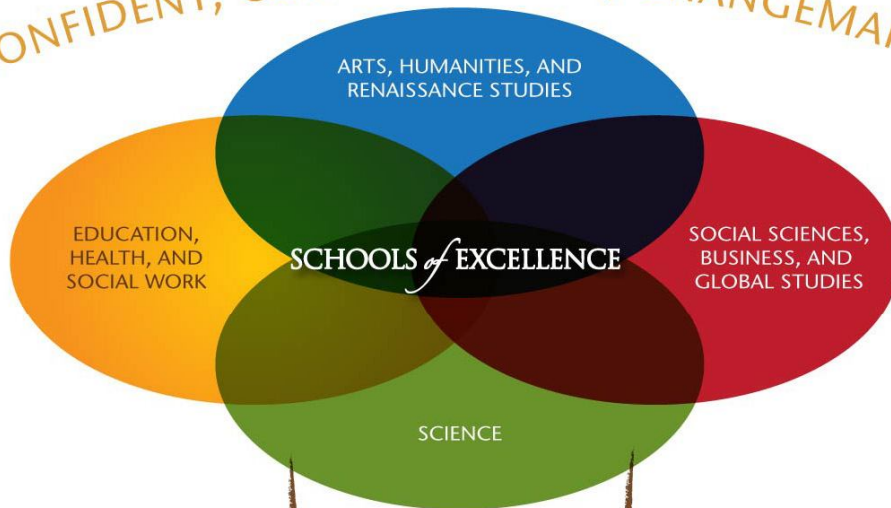 ONFIDENT,
ARTS, HUMANITIES, AND
RENAISSANCE STUDIES
EDUCATION,
HEALTH, AND
SOCIAL WORK
SCHOOLS of EXCELLENCE
SOCIAL SCIENCES,
BUSINESS, AND
GLOBAL STUDIES
SCIENCE